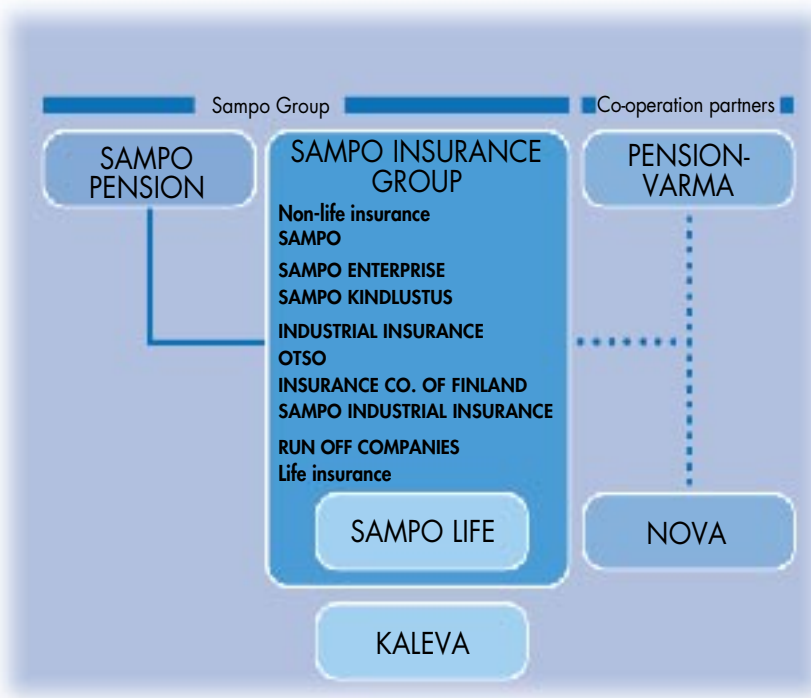 Sampo Group
Co-operation partners
SAMPO
PENSION
SAMPO INSURANCE
GROUP
Non-life insurance
SAMPO
SAMPO ENTERPRISE
SAMPO KINDLUSTUS
INDUSTRIAL INSURANCE
OTSO
INSURANCE CO. OF FINLAND
SAMPO INDUSTRIAL INSURANCE
RUN OFF COMPANIES
Life insurance
SAMPO LIFE
PENSION-
VARMA
NOVA
KALEVA